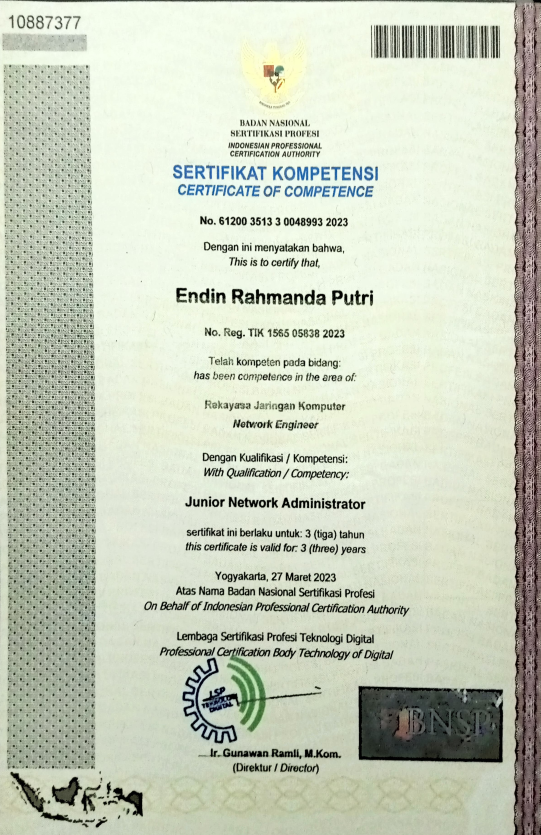 10887377
BADAN NASIONAL
SERTIFIKASI PROFESI
INDONESIAN PROFESSIONAL
CERTIFICATION AUTHORITY
SERTIFIKAT KOMPETENSI
CERTIFICATE OF COMPETENCE
No. 61200 3513 3 0048993 2023
Dengan ini menyatakan bahwa,
This is to certify that,
Endin Rahmanda Putri
No. Reg. TIK 1565 05838 2023
Telah kompeten pada bidang:
has been competence in the area of:
Rekayasa Jaringan Komputer
Network Engineer
Dengan Kualifikasi / Kompetensi:
With Qualification / Competency:
Junior Network Administrator
sertifikat ini berlaku untuk: 3 (tiga) tahun
this certificate is valid for: 3 (three) years
Yogyakarta, 27 Maret 2023
Atas Nama Badan Nasional Sertifikasi Profesi
On Behalf of Indonesian Professional Certification Authority
Lembaga Sertifikasi Profesi Teknologi Digital
Professional Certification Body Technology of Digital
LSP
TEKNOLOGI
DIGITAL
BNSP
Ir. Gunawan Ramli, M.Kom.
(Direktur / Director)